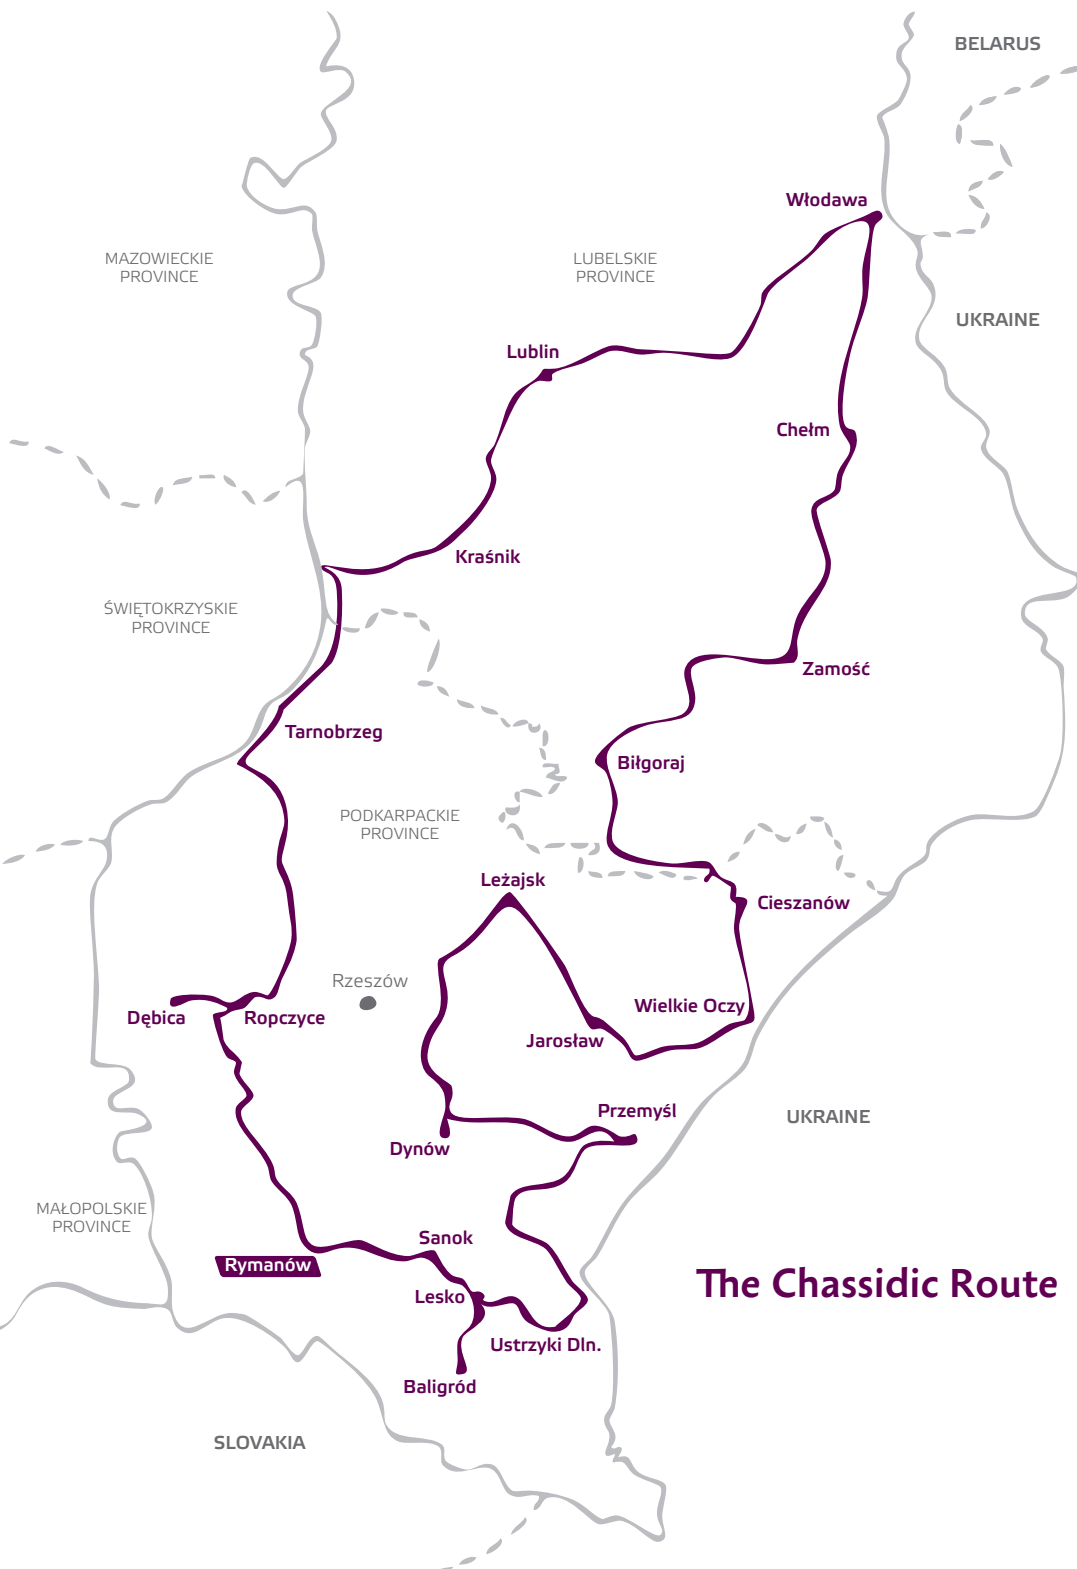 BELARUS
Włodawa
MAZOWIECKIE
PROVINCE
LUBELSKIE
PROVINCE
UKRAINE
Lublin
Chełm
Kraśnik
ŚWIĘTOKRZYSKIE
PROVINCE
Zamość
Tarnobrzeg
Biłgoraj
PODKARPACKIE
PROVINCE
Leżajsk
Cieszanów
Rzeszów
Wielkie Oczy
Dębica
Ropczyce
Jarosław
Przemyśl
UKRAINE
Dynów
MAŁOPOLSKIE
PROVINCE
Sanok
Rymanów
The Chassidic Route
Lesko
Ustrzyki Dln.
Baligród
SLOVAKIA